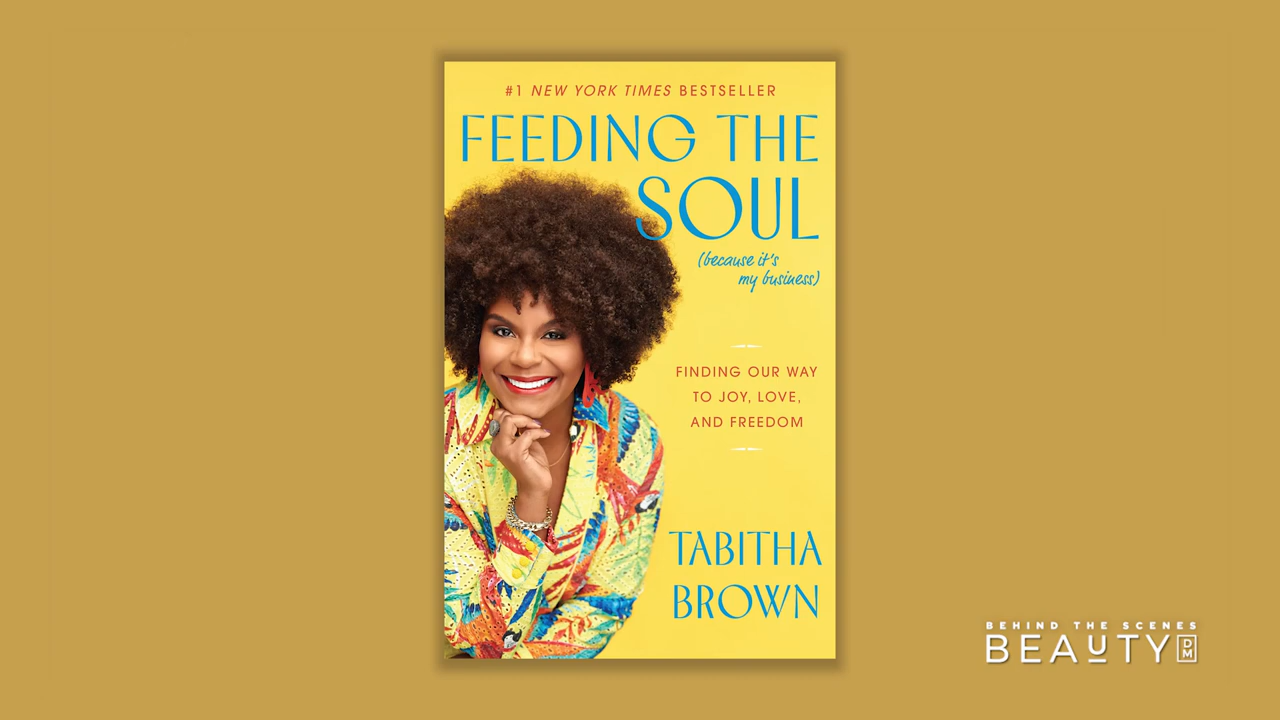 #1 NEW YORK TIMES BESTSELLER
FEEDING THE
SOUL
(because it's
my business)
FINDING OUR WAY
TO JOY, LOVE,
AND FREEDOM
TABITHA
BROWN
BEHIND THE SCENES
BEAUTY DM